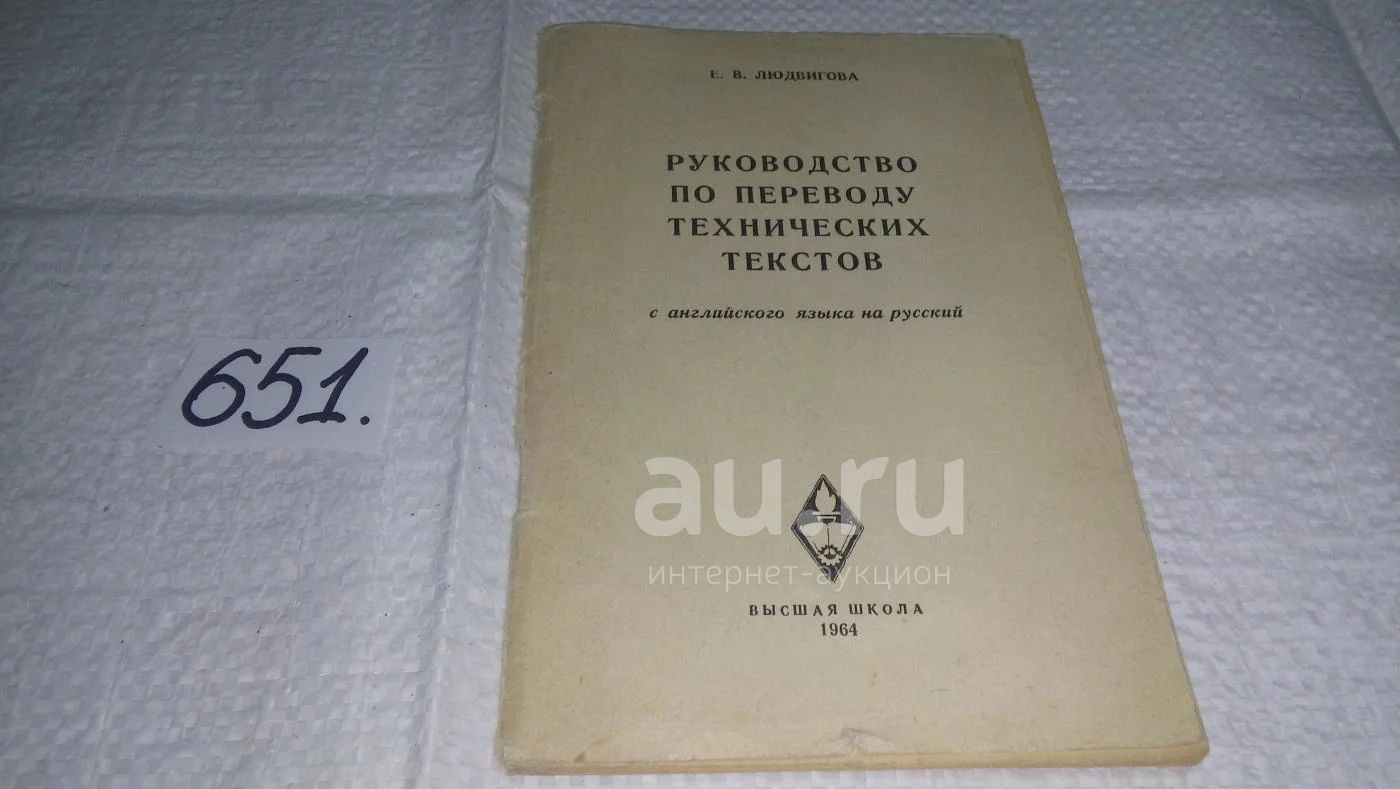 Е. В. ЛЮДВИГОВА
РУКОВОДСТВО
ПО ПЕРЕВОДУ
ТЕХНИЧЕСКИХ
ТЕКСТОВ
с английского языка на русский
651.
au.ru
интернет-аукцион
ВЫСШАЯ ШКОЛА
1964